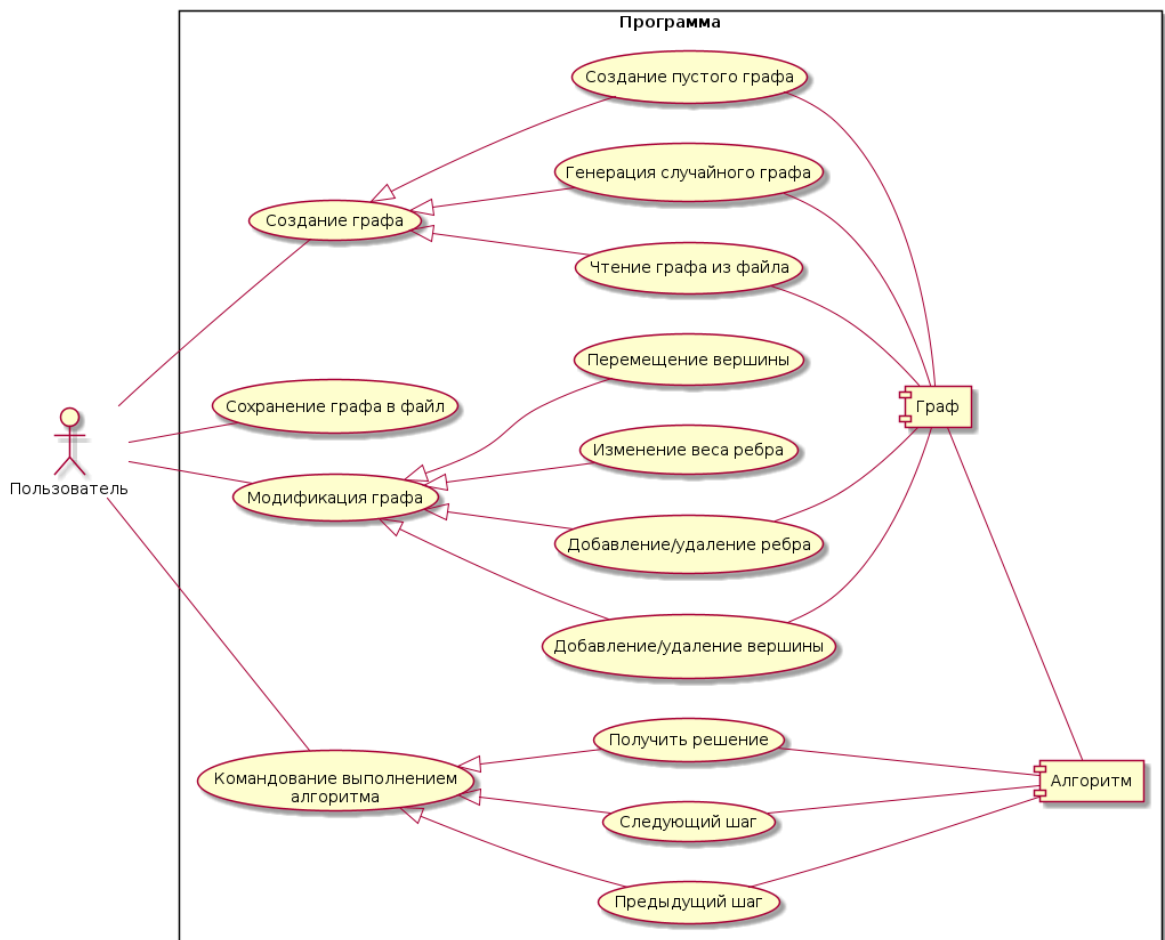 Программа
Создание пустого графа
Генерация случайного графа
Создание графа
Чтение графа из файла
Перемещение вершины
Сохранение графа в файл
Граф
Изменение веса ребра
Пользователь
Модификация графа
Добавление/удаление ребра
Добавление/удаление вершины
Получить решение
Командование выполнением
алгоритма
Алгоритм
Следующий шаг
Предыдущий шаг